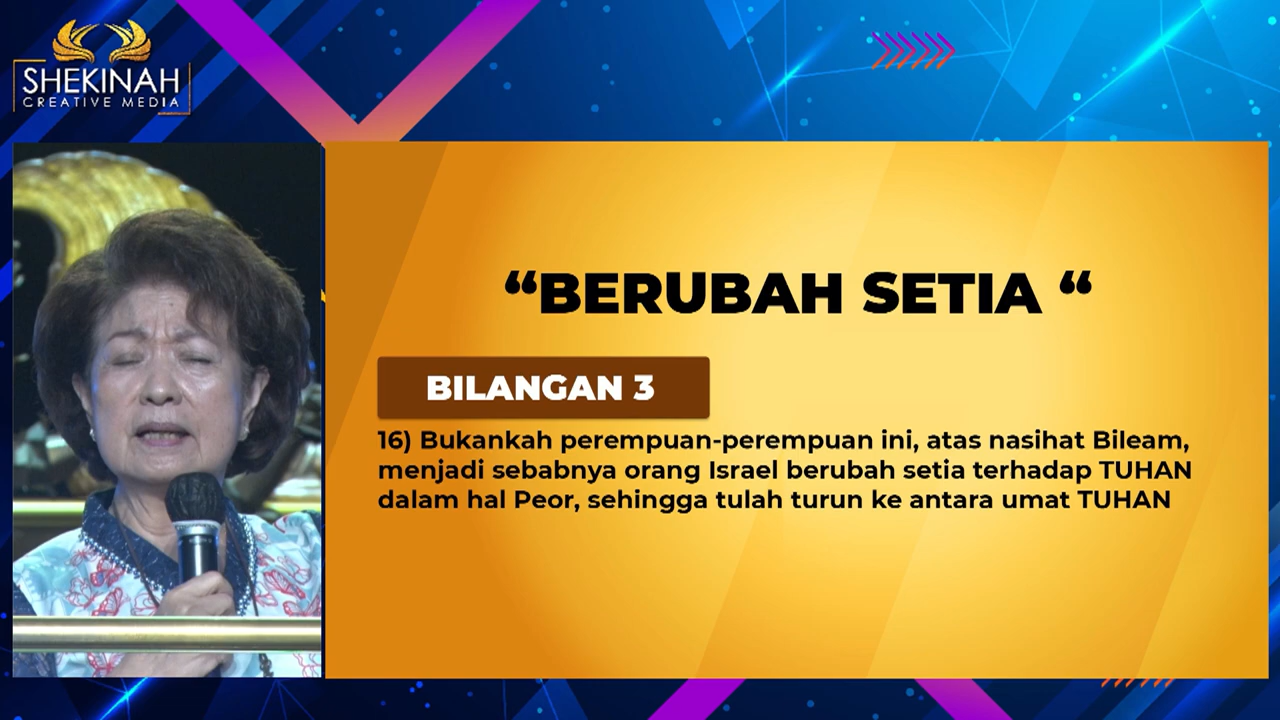 SHEKINAH
CREATIVE MEDIA
“BERUBAH SETIA “
BILANGAN 3
16) Bukankah perempuan-perempuan ini, atas nasihat Bileam,
menjadi sebabnya orang Israel berubah setia terhadap TUHAN
dalam hal Peor, sehingga tulah turun ke antara umat TUHAN